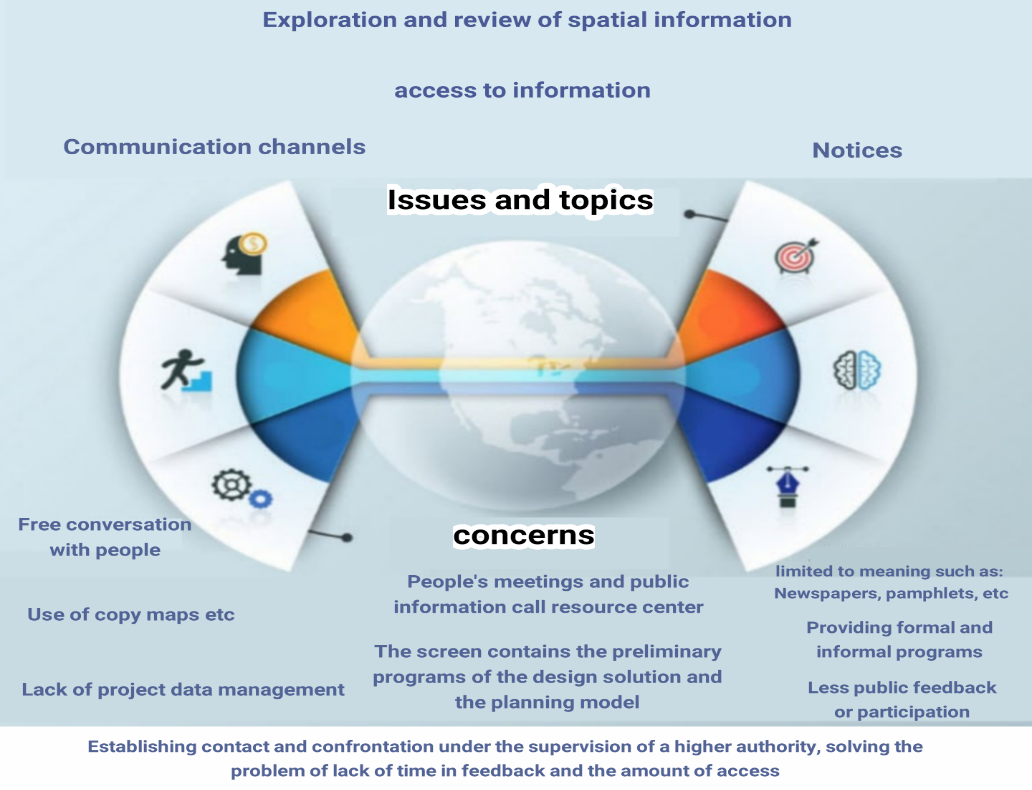 Exploration and review of spatial information
access to information
Communication channels
Notices
Issues and topics
concerns
Free conversation
with people
Use of copy maps etc
Lack of project data management
People's meetings and public
information call resource center
The screen contains the preliminary
programs of the design solution and
the planning model
limited to meaning such as:
Newspapers, pamphlets, etc
Providing formal and
informal programs
Less public feedback
or participation
Establishing contact and confrontation under the supervision of a higher authority, solving the
problem of lack of time in feedback and the amount of access